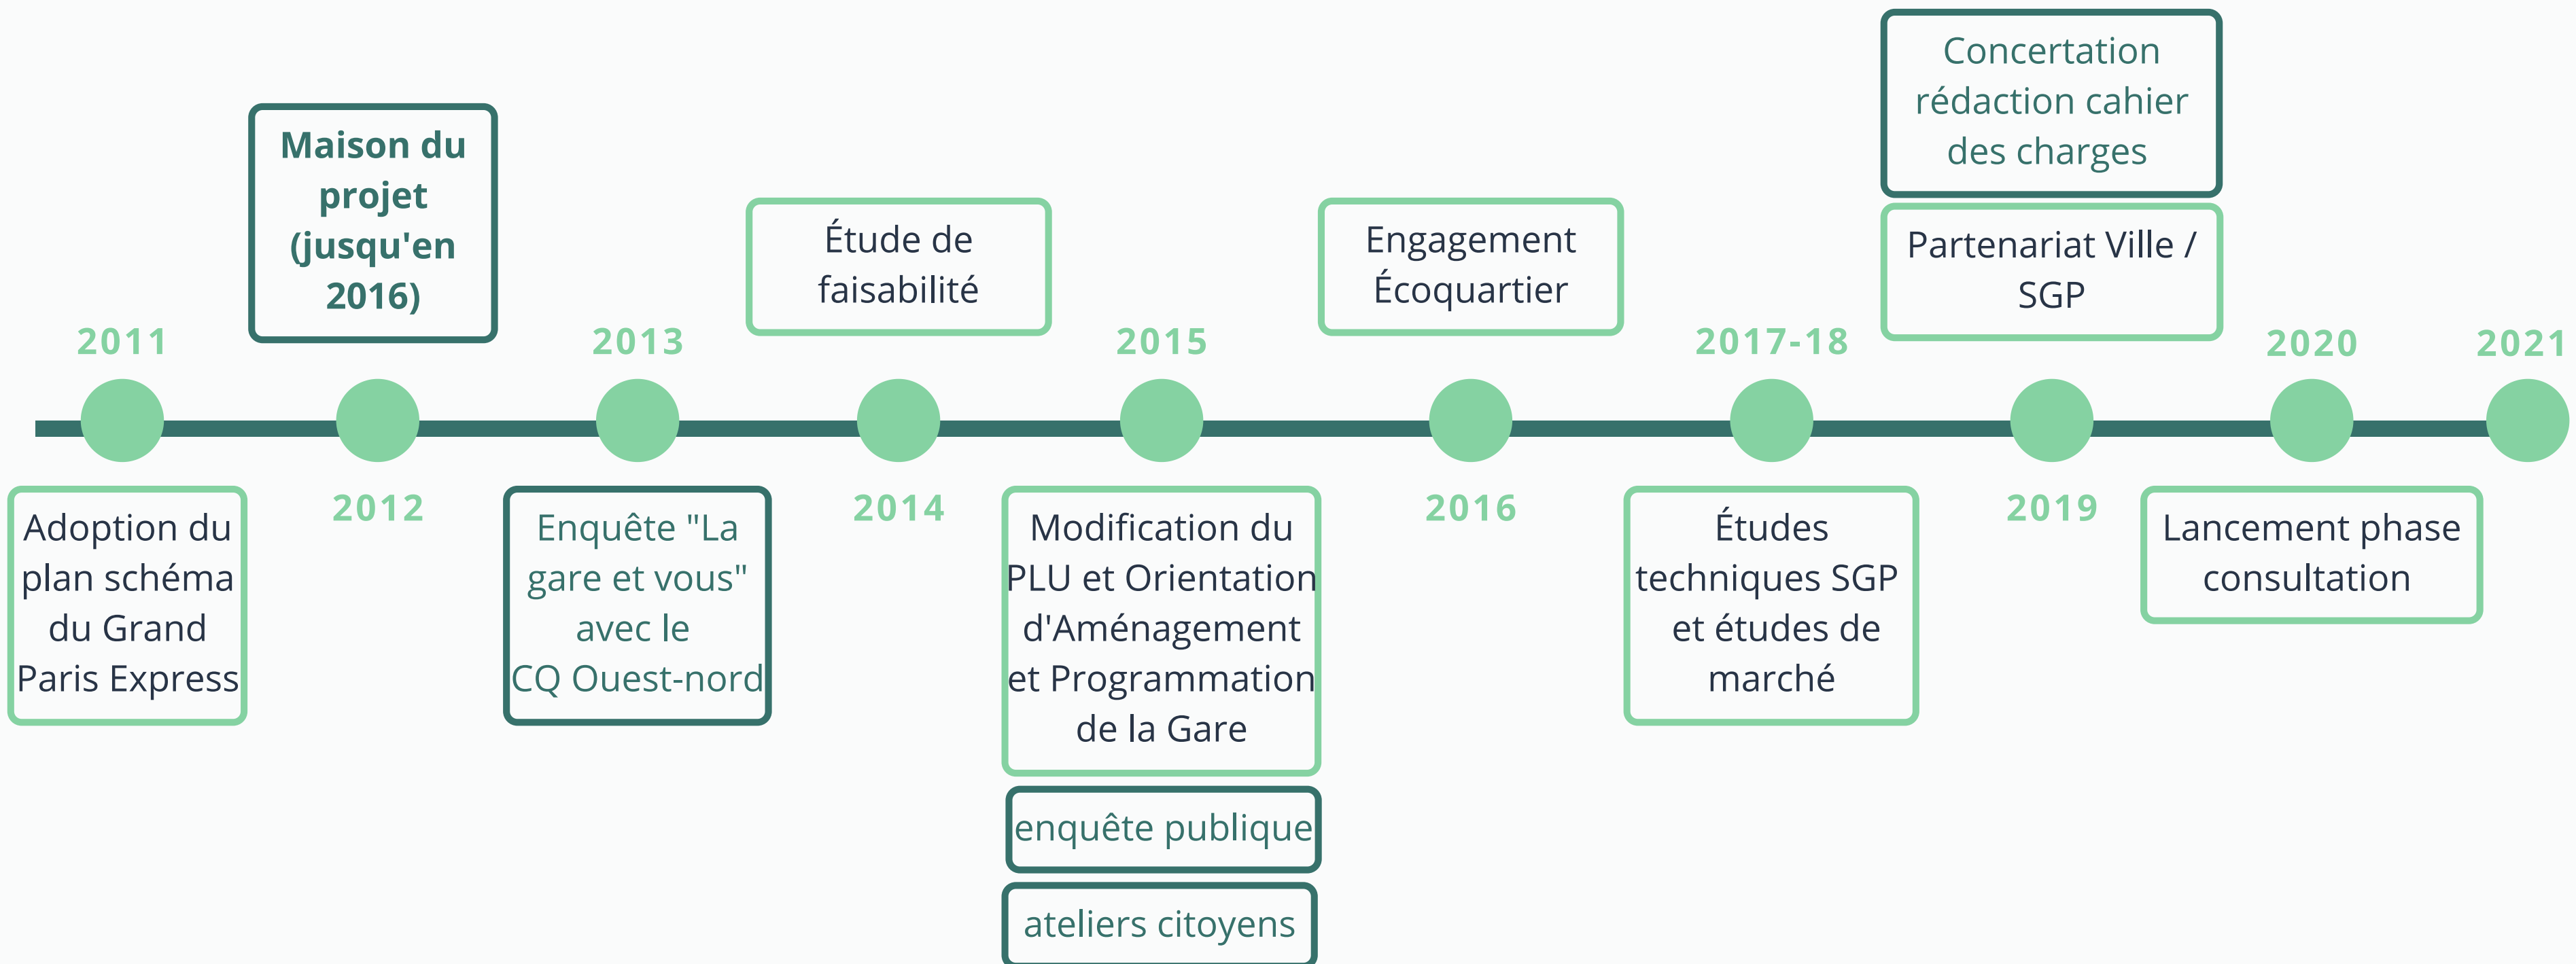 2011
Adoption du
plan schéma
du Grand
Paris Express
Maison du
projet
(jusqu'en
2016)
2012
2013
Enquête "La
gare et vous"
avec le
CQ Ouest-nord
Étude de
faisabilité
2014
2015
Modification du
PLU et Orientation
d'Aménagement
et Programmation
de la Gare
enquête publique
ateliers citoyens
Engagement
Écoquartier
2016
2017-18
Études
techniques SGP
et études de
marché
Concertation
rédaction cahier
des charges
Partenariat Ville /
SGP
2019
2020
Lancement phase
consultation
2021